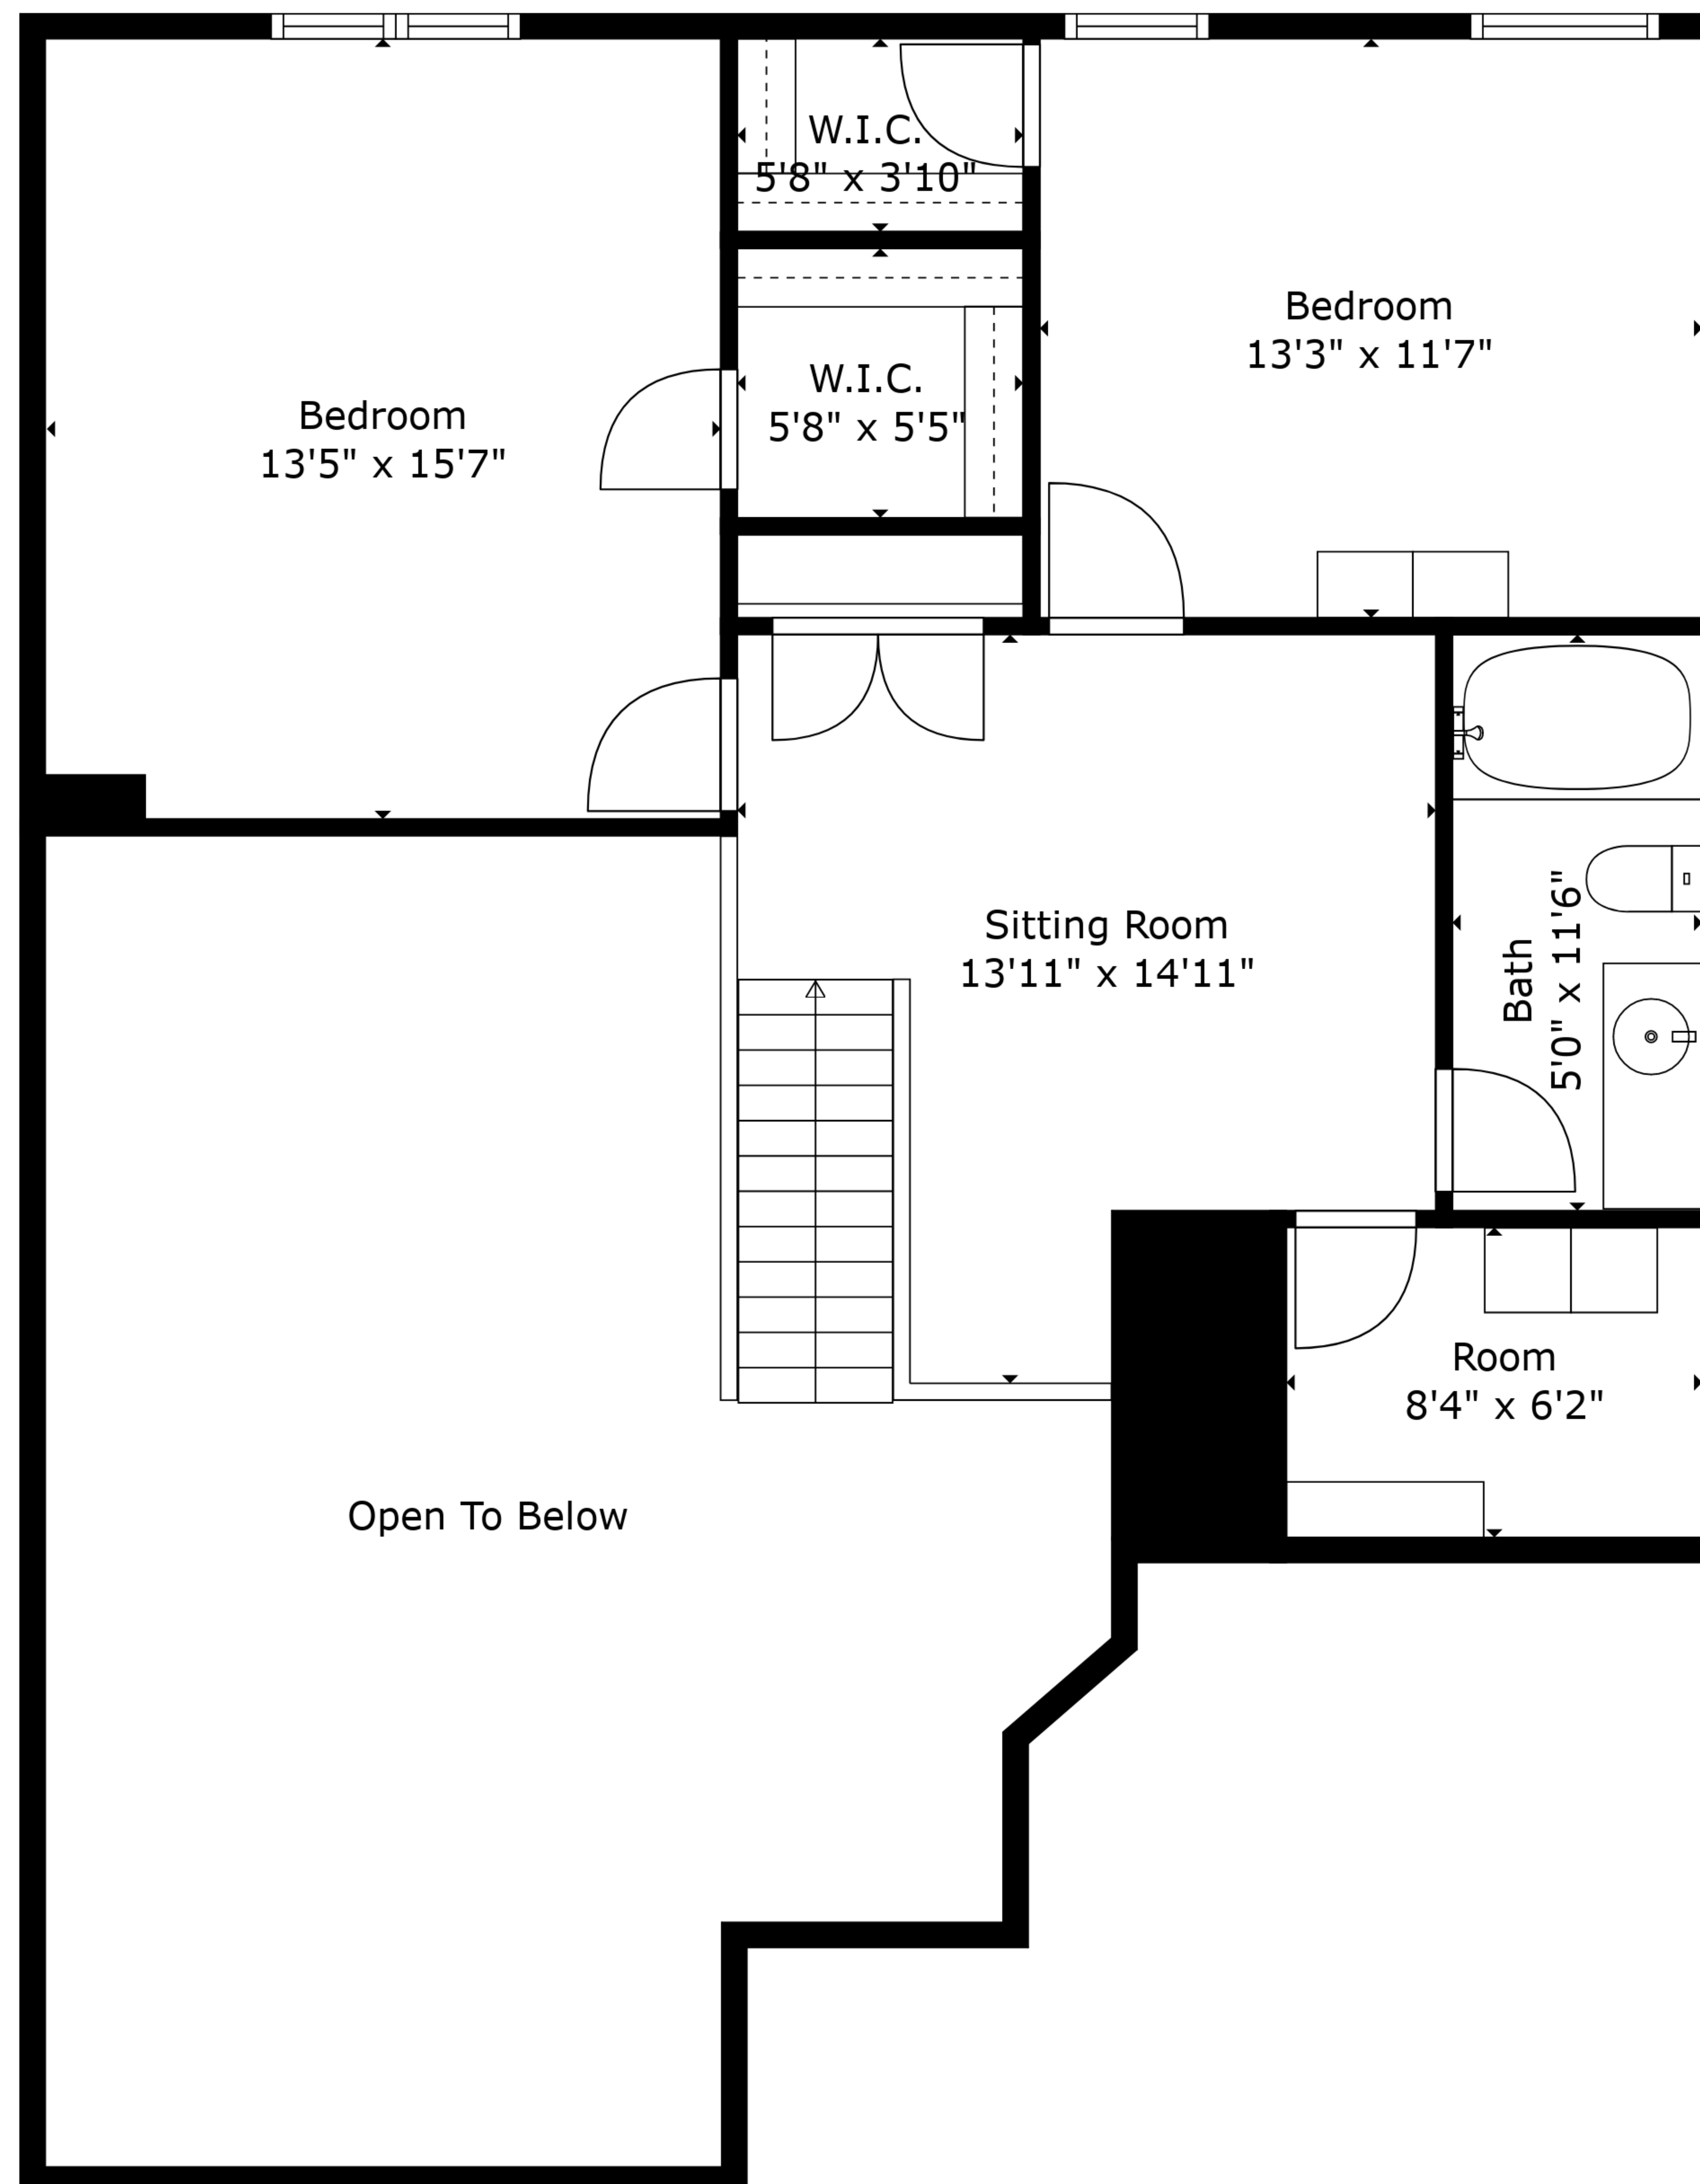 W.I.C.
5'8" x 3'10"
Bedroom
13'3" x 11'7"
W.I.C.
5'8" x 5'5"
Bedroom
13'5" x 15'7"
Sitting Room
13'11" x 14'11"
Bath
5'0" x 11'6"
Room
8'4" x 6'2"
Open To Below